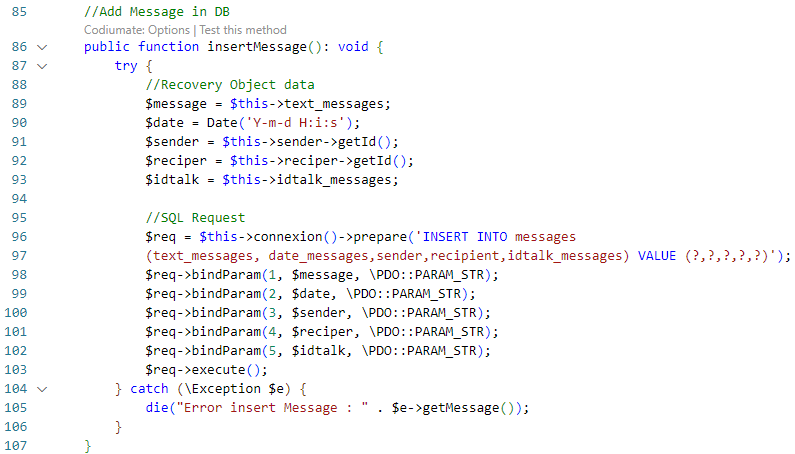 85 //Add Message in DB
Codiumate: Options | Test this method
86 public function insertMessage(): void {
87 try {
88 //Recovery Object data
89 $message = $this->text_messages;
90 $date = Date('Y-m-d H:i:s');
91 $sender = $this->sender->getId();
92 $reciper = $this->reciper->getId();
93 $idtalk = $this->idtalk_messages;
94
95 //SQL Request
96 $req = $this->connexion()->prepare('INSERT INTO messages
97 (text_messages, date_messages,sender,recipient,idtalk_messages) VALUE (?,?,?,?,?)');
98 $req->bindParam(1, $message, \PDO::PARAM_STR);
99 $req->bindParam(2, $date, \PDO::PARAM_STR);
100 $req->bindParam(3, $sender, \PDO::PARAM_STR);
101 $req->bindParam(4, $reciper, \PDO::PARAM_STR);
102 $req->bindParam(5, $idtalk, \PDO::PARAM_STR);
103 $req->execute();
104 } catch (\Exception $e) {
105 die("Error insert Message : " . $e->getMessage());
106 }
107 }